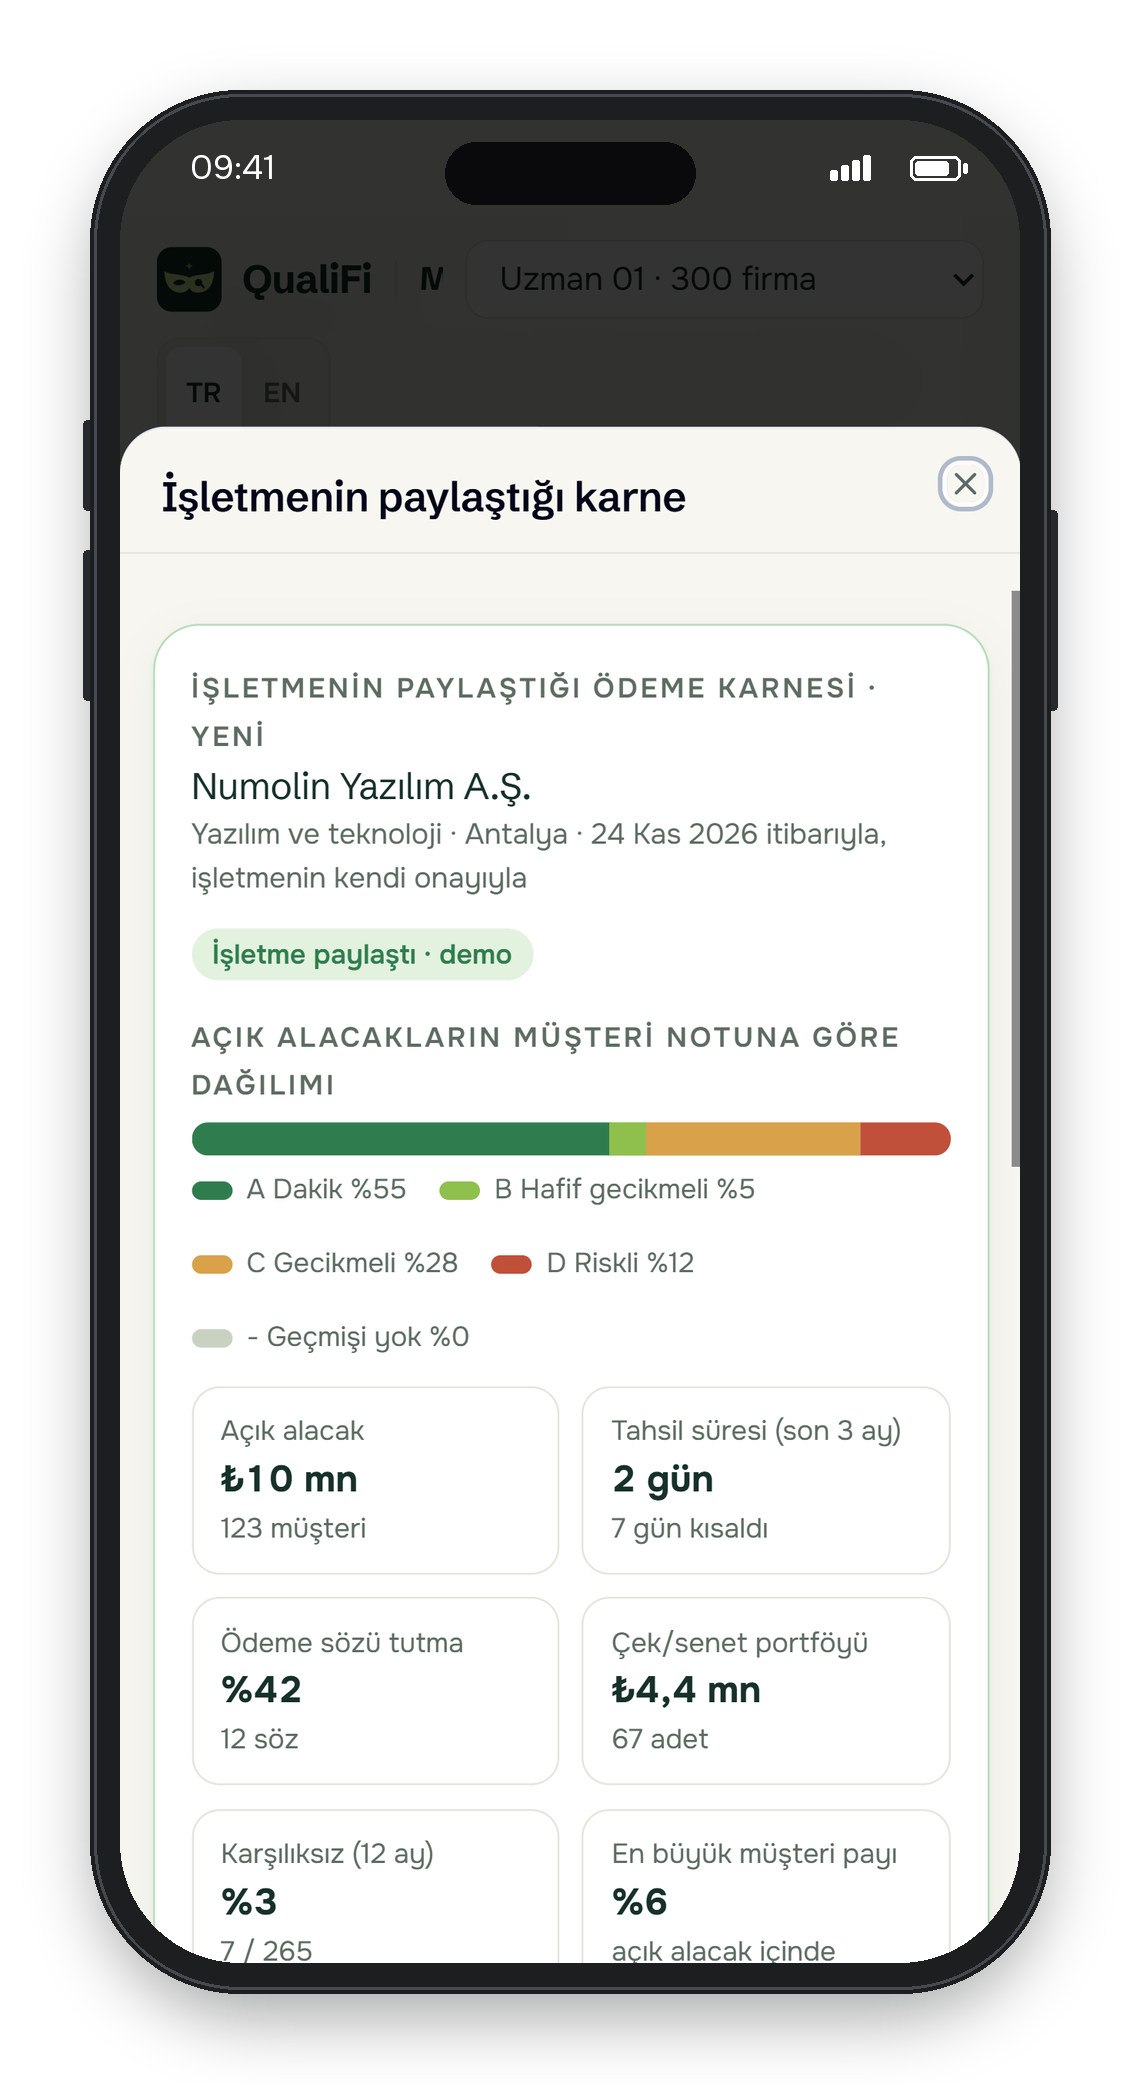 09:41
QualiFi
Uzman 01 · 300 firma
TR EN
İşletmenin paylaştığı karne
İŞLETMENİN PAYLAŞTIĞI ÖDEME KARNESİ ·
YENİ
Numolin Yazılım A.Ş.
Yazılım ve teknoloji · Antalya · 24 Kas 2026 itibarıyla,
işletmenin kendi onayıyla
İşletme paylaştı · demo
AÇIK ALACAKLARIN MÜŞTERİ NOTUNA GÖRE
DAĞILIMI
A Dakik %55 B Hafif gecikmeli %5
C Gecikmeli %28 D Riskli %12
- Geçmişi yok %0
Açık alacak
₺10 mn
123 müşteri
Tahsil süresi (son 3 ay)
2 gün
7 gün kısaldı
Ödeme sözü tutma
%42
12 söz
Çek/senet portföyü
₺4,4 mn
67 adet
Karşılıksız (12 ay)
%3
7 / 265
En büyük müşteri payı
%6
açık alacak içinde